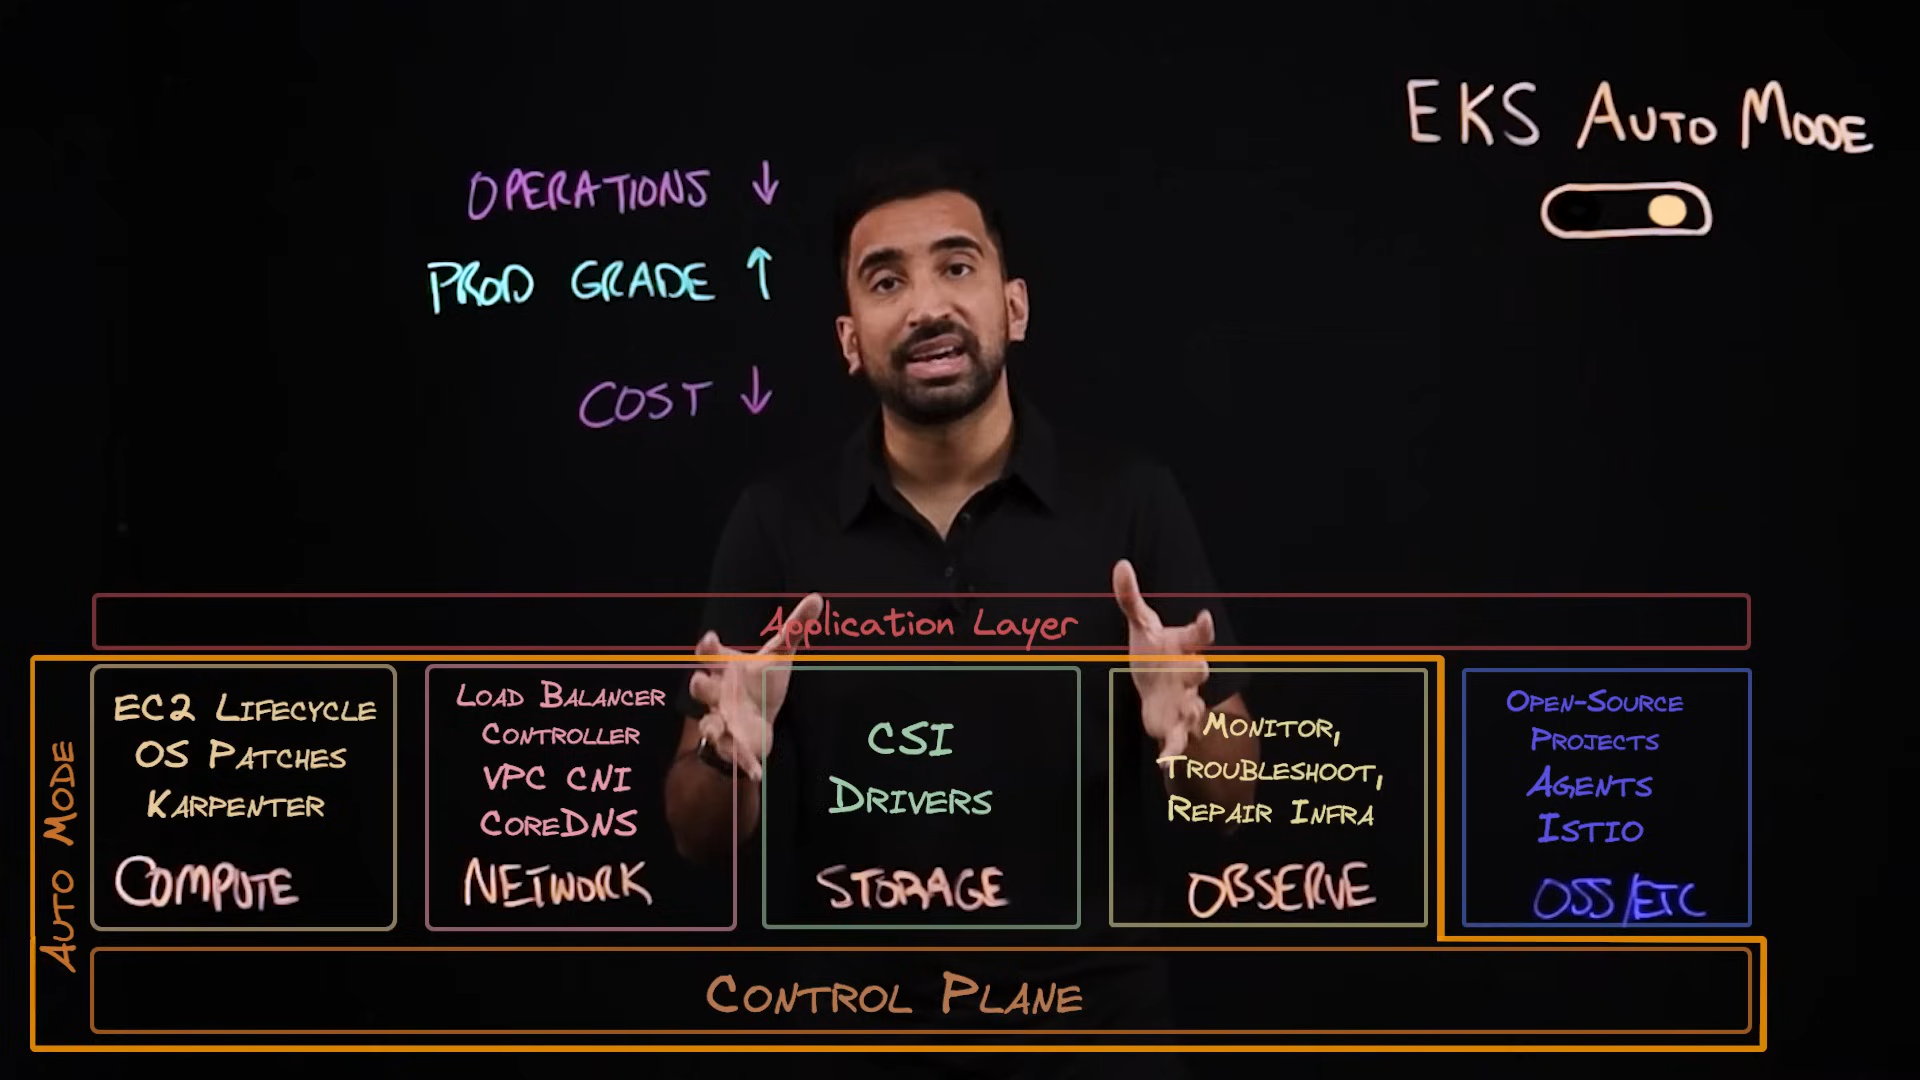 EKS AUTO MODE
OPERATIONS ↓
PROD GRADE ↑
COST ↓
Application Layer
AUTO MODE
EC2 LIFECYCLE
OS PATCHES
KARPENTER
COMPUTE
LOAD BALANCER
CONTROLLER
VPC CNI
COREDNS
NETWORK
CSI
DRIVERS
STORAGE
MONITOR,
TROUBLESHOOT,
REPAIR INFRA
OBSERVE
OPEN-SOURCE
PROJECTS
AGENTS
ISTIO
OSS/ETC
CONTROL PLANE